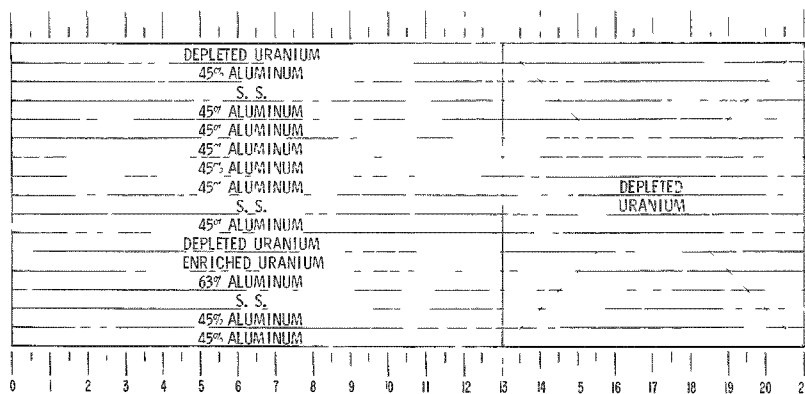 DEPLETED URANIUM
45% ALUMINUM
S. S.
45% ALUMINUM
45% ALUMINUM
45% ALUMINUM
45% ALUMINUM
45% ALUMINUM
S. S.
45% ALUMINUM
DEPLETED URANIUM
ENRICHED URANIUM
63% ALUMINUM
S. S.
45% ALUMINUM
45% ALUMINUM
DEPLETED
URANIUM
0 1 2 3 4 5 6 7 8 9 10 11 12 13 14 5 16 17 18 19 20 2